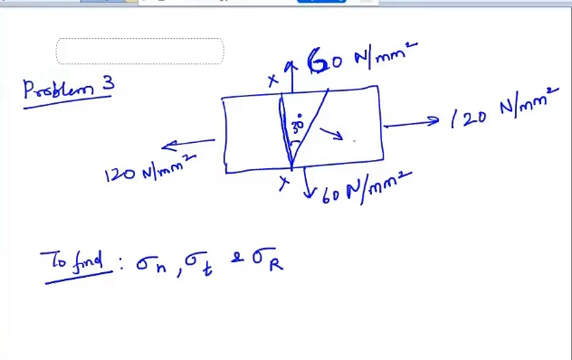 60 N/mm²
X
Problem 3
30°
120 N/mm²
120 N/mm²
X
60 N/mm²
To find : σn, σt & σR